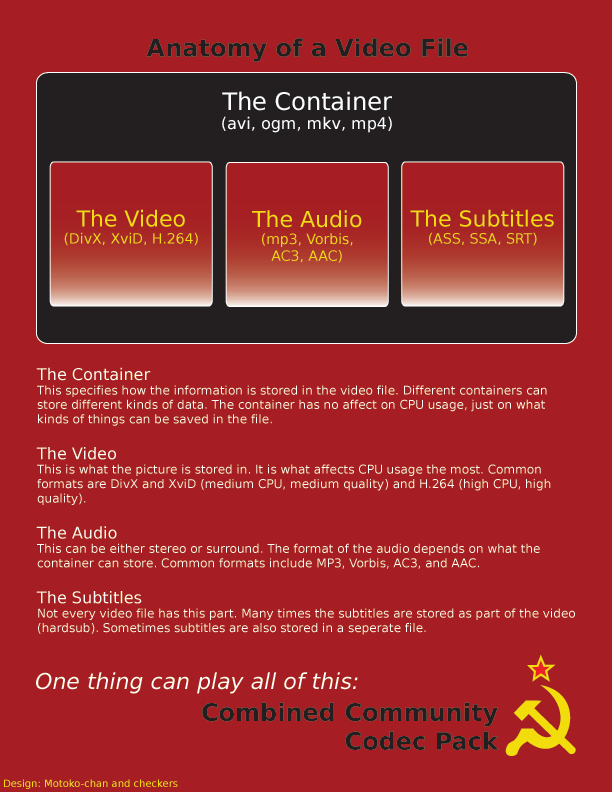 Anatomy of a Video File
The Container
(avi, ogm, mkv, mp4)
The Video
(DivX, XviD, H.264)
The Audio
(mp3, Vorbis,
AC3, AAC)
The Subtitles
(ASS, SSA, SRT)
The Container
This specifies how the information is stored in the video file. Different containers can
store different kinds of data. The container has no affect on CPU usage, just on what
kinds of things can be saved in the file.
The Video
This is what the picture is stored in. It is what affects CPU usage the most. Common
formats are DivX and XviD (medium CPU, medium quality) and H.264 (high CPU, high
quality).
The Audio
This can be either stereo or surround. The format of the audio depends on what the
container can store. Common formats include MP3, Vorbis, AC3, and AAC.
The Subtitles
Not every video file has this part. Many times the subtitles are stored as part of the video
(hardsub). Sometimes subtitles are also stored in a seperate file.
One thing can play all of this:
Combined Community
Codec Pack
Design: Motoko-chan and checkers